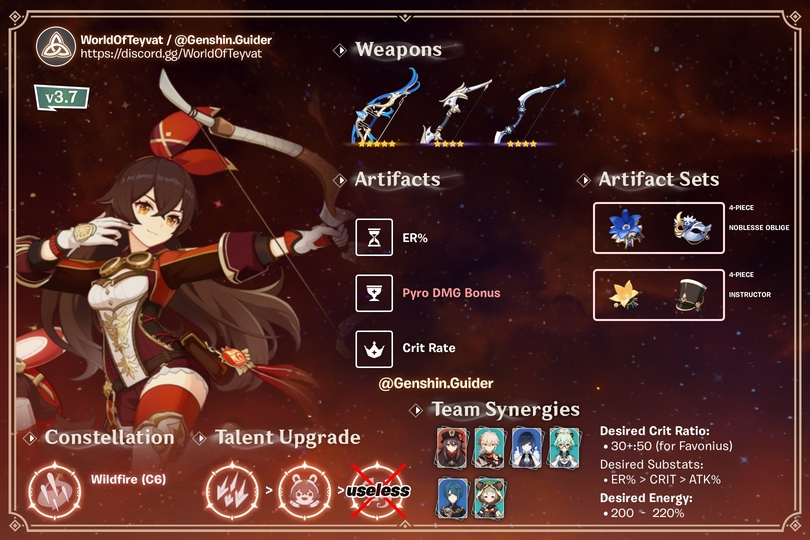 WorldOfTeyvat / @Genshin.Guider
https://discord.gg/WorldOfTeyvat
v3.7
Weapons
Artifacts
ER%
Pyro DMG Bonus
Crit Rate
@Genshin.Guider
Artifact Sets
4-PIECE
NOBLESSE OBLIGE
4-PIECE
INSTRUCTOR
Constellation
Wildfire (C6)
Talent Upgrade
> >
useless
Team Synergies
Desired Crit Ratio:
• 30+:50 (for Favonius)
Desired Substats:
• ER% > CRIT > ATK%
Desired Energy:
• 200 ~ 220%